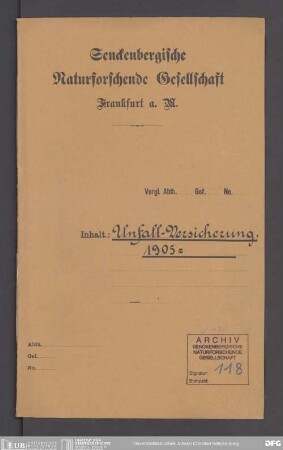 Senckenbergische
Naturforschende Gesellschaft
Frankfurt a. M.
Vergl. Abth. Gef. No.
Inhalt: Unfall-Versicherung.
1905=
Abth.
Gef.
No.
ARCHIV
SENCKENBERGISCHE
NATURFORSCHENDE
GESELLSCHAFT
Signatur
118
DFG